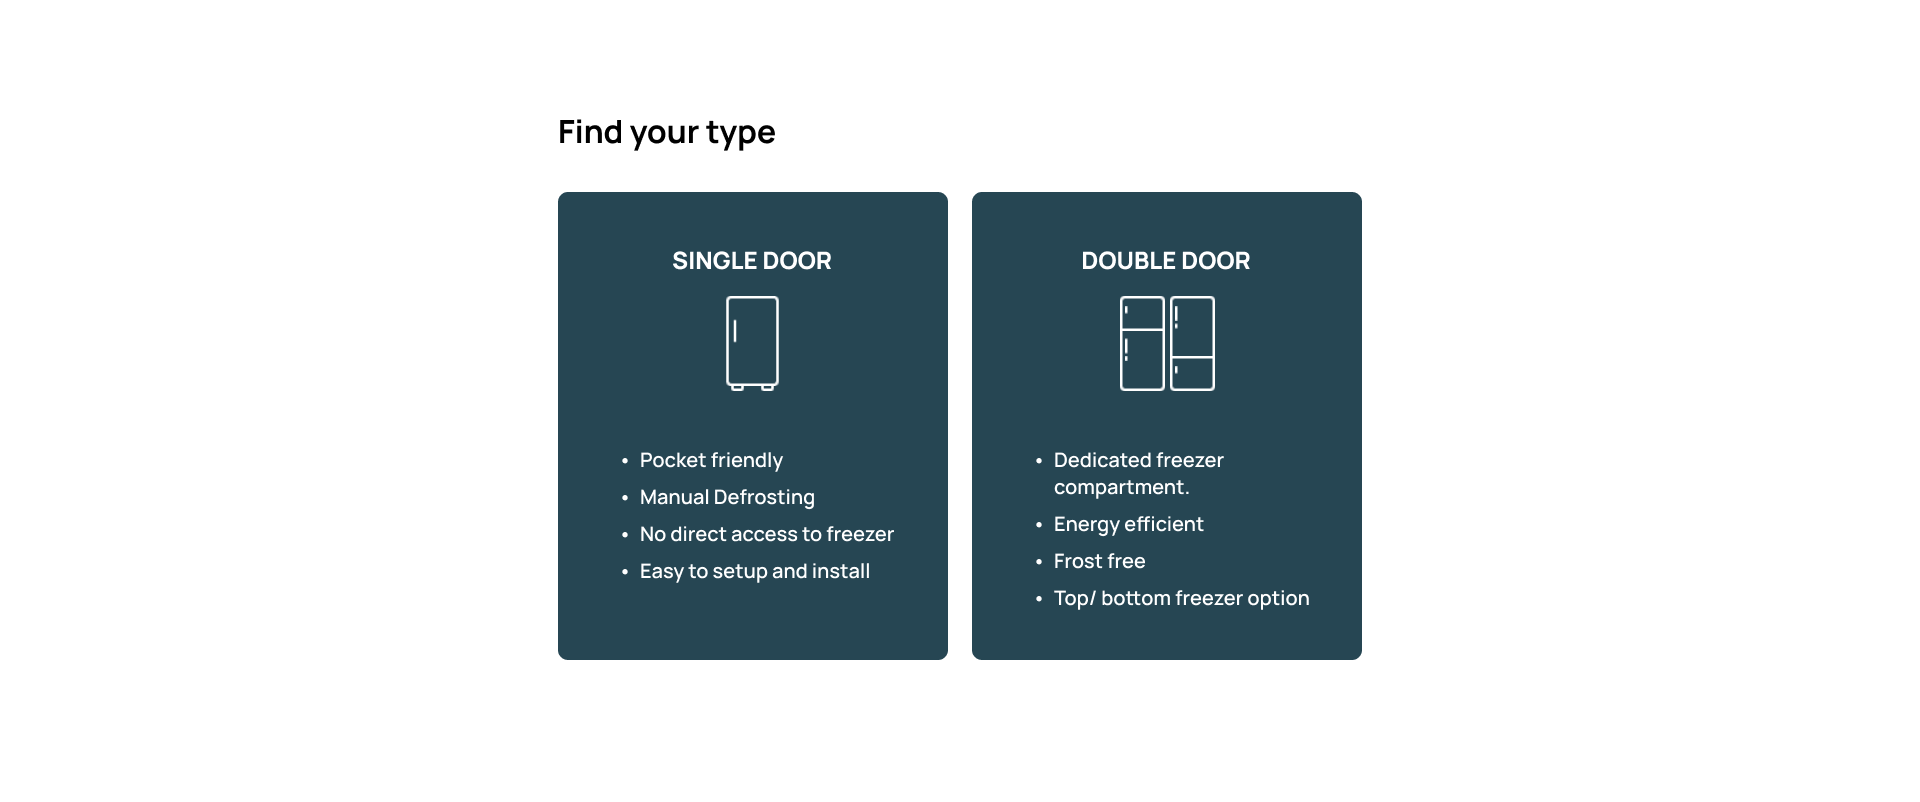 Find your type
SINGLE DOOR
• Pocket friendly
• Manual Defrosting
• No direct access to freezer
• Easy to setup and install
DOUBLE DOOR
• Dedicated freezer
compartment.
• Energy efficient
• Frost free
• Top/ bottom freezer option